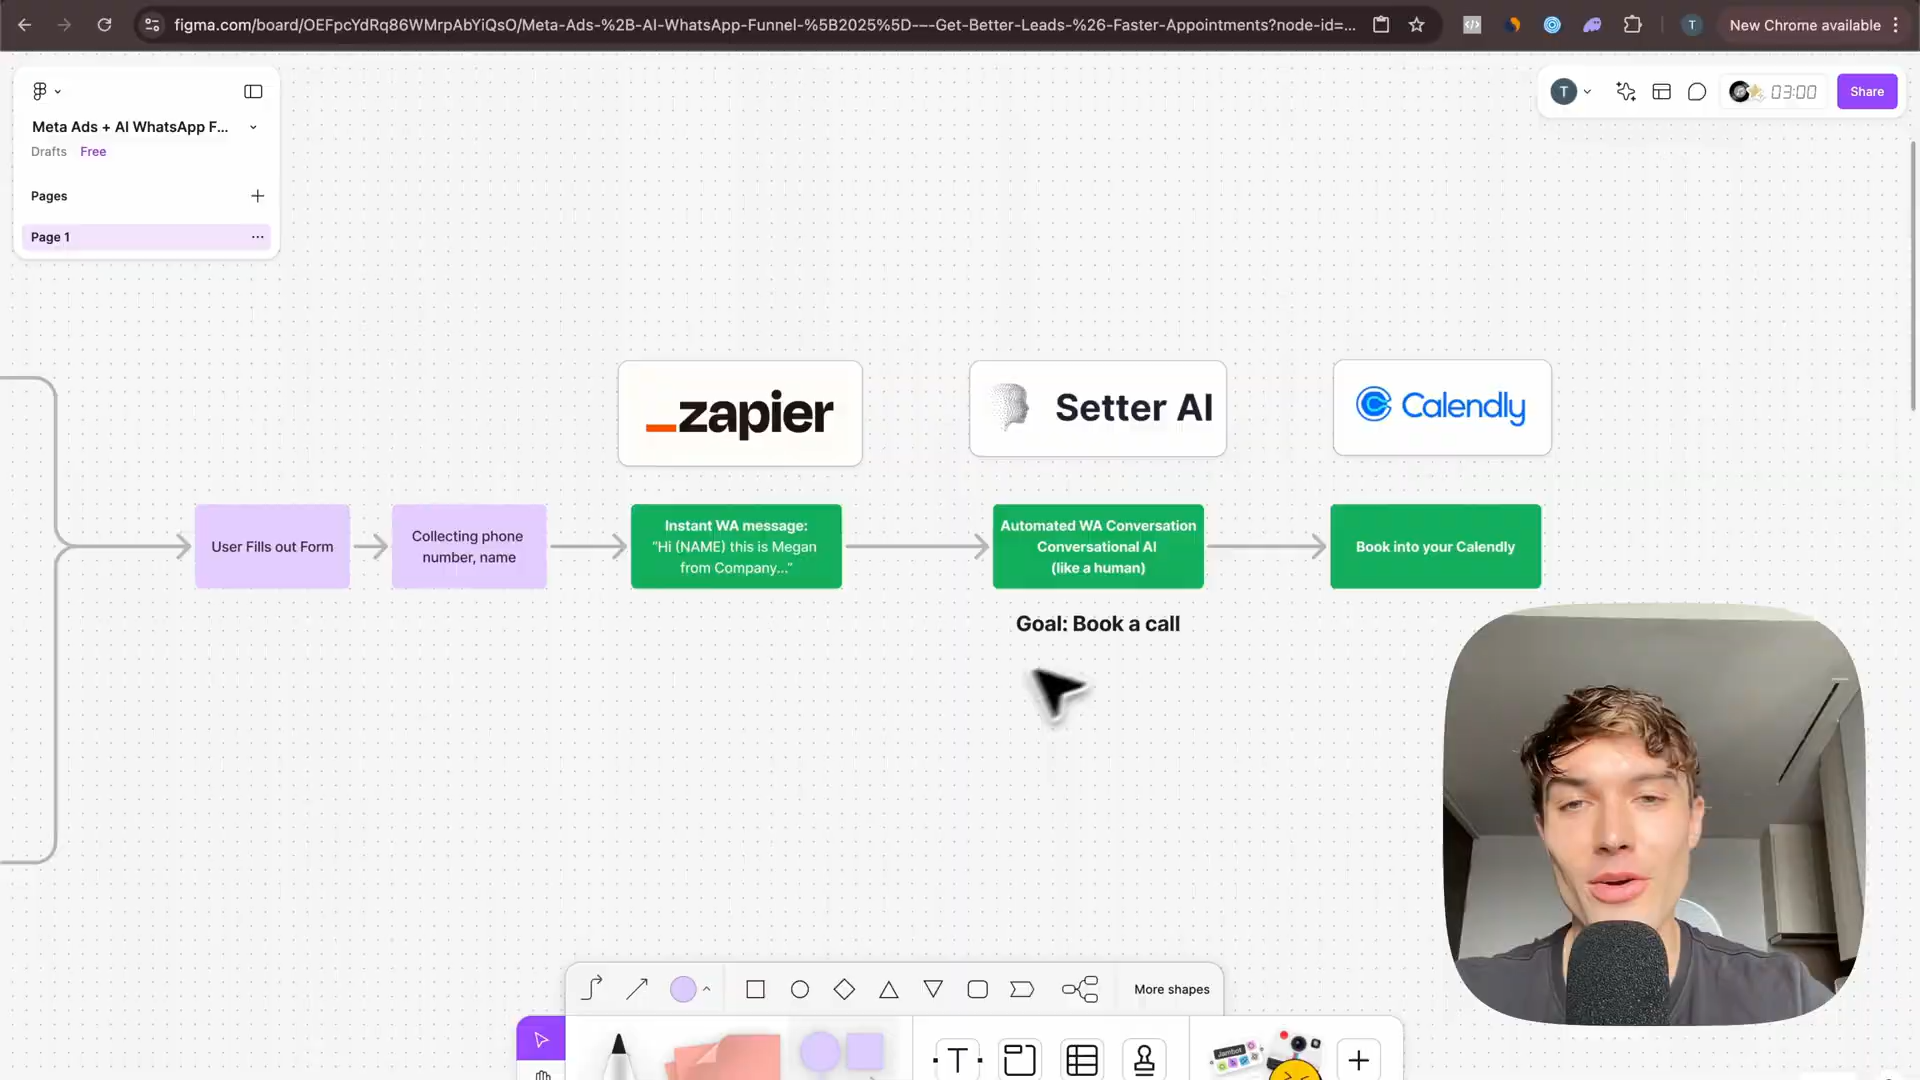 figma.com/board/OEFpcYdRq86WMrpAbYiQsO/Meta-Ads-%2B-AI-WhatsApp-Funnel-%5B2025%5D---Get-Better-Leads-%26-Faster-Appointments?node-id=...
New Chrome available
T
Meta Ads + AI WhatsApp F...
Drafts Free
Pages
Page 1
T
03:00
Share
zapier
Setter AI
Calendly
User Fills out Form
Collecting phone
number, name
Instant WA message:
"Hi (NAME) this is Megan
from Company..."
Automated WA Conversation
Conversational AI
(like a human)
Book into your Calendly
Goal: Book a call
More shapes
T
Jambot